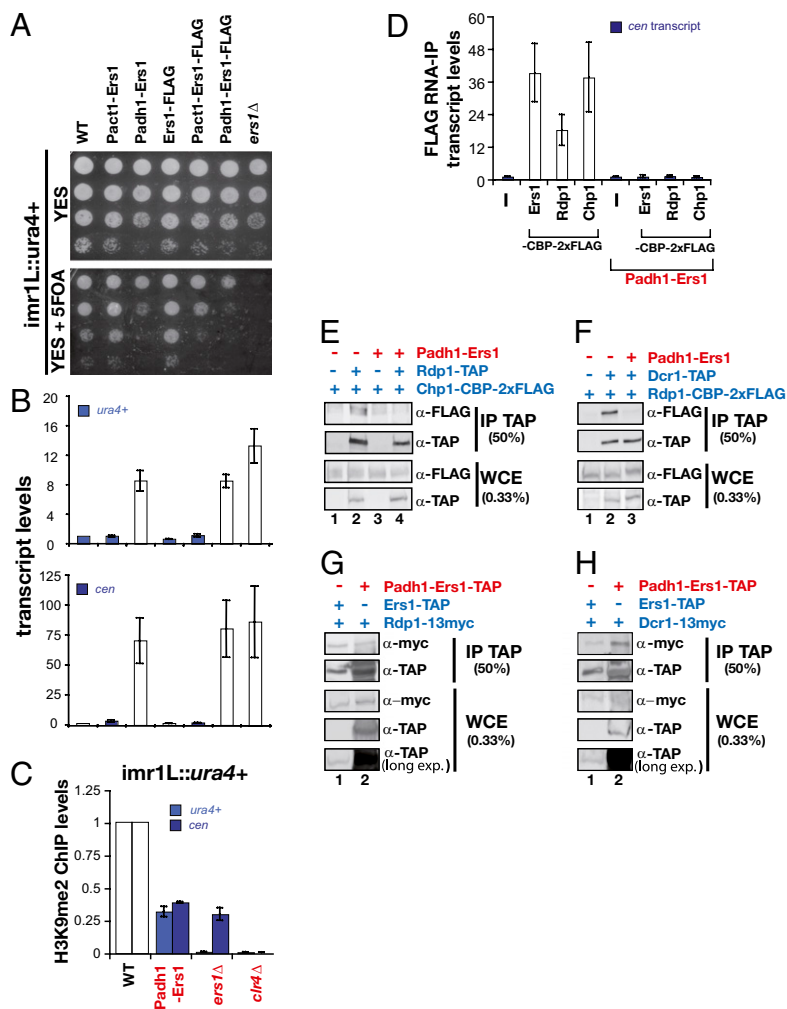 A
WT
Pact1-Ers1
Padh1-Ers1
Ers1-FLAG
Pact1-Ers1-FLAG
Padh1-Ers1-FLAG
ers1Δ
imr1L::ura4+
YES
YES + 5FOA
B
transcript levels
ura4+
20
16
12
8
4
0
cen
125
100
75
50
25
0
C
imr1L::ura4+
H3K9me2 ChIP levels
1.25
1
0.75
0.5
0.25
0
ura4+
cen
WT
Padh1
-Ers1
ers1Δ
clr4Δ
D
FLAG RNA-IP
transcript levels
60
48
36
24
12
0
cen transcript
– Ers1 Rdp1 Chp1 – Ers1 Rdp1 Chp1
-CBP-2xFLAG -CBP-2xFLAG
Padh1-Ers1
E
- - + + Padh1-Ers1
- + - + Rdp1-TAP
+ + + + Chp1-CBP-2xFLAG
α-FLAG
α-TAP
IP TAP
(50%)
α-FLAG
α-TAP
WCE
(0.33%)
1 2 3 4
F
- - + Padh1-Ers1
- + + Dcr1-TAP
+ + + Rdp1-CBP-2xFLAG
α-FLAG
α-TAP
IP TAP
(50%)
α-FLAG
α-TAP
WCE
(0.33%)
1 2 3
G
- + Padh1-Ers1-TAP
+ - Ers1-TAP
+ + Rdp1-13myc
α-myc
α-TAP
IP TAP
(50%)
α-myc
α-TAP
α-TAP
(long exp.)
WCE
(0.33%)
1 2
H
- + Padh1-Ers1-TAP
+ - Ers1-TAP
+ + Dcr1-13myc
α-myc
α-TAP
IP TAP
(50%)
α-myc
α-TAP
α-TAP
(long exp.)
WCE
(0.33%)
1 2